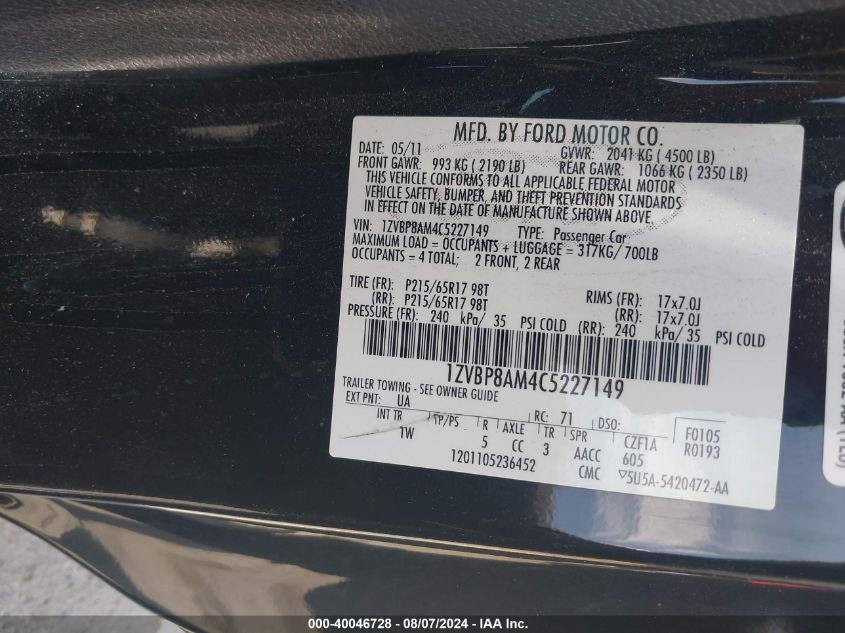 MFD. BY FORD MOTOR CO.
DATE: 05/11 GVWR: 2041 KG ( 4500 LB)
FRONT GAWR: 993 KG ( 2190 LB) REAR GAWR: 1066 KG ( 2350 LB)
THIS VEHICLE CONFORMS TO ALL APPLICABLE FEDERAL MOTOR
VEHICLE SAFETY, BUMPER, AND THEFT PREVENTION STANDARDS
IN EFFECT ON THE DATE OF MANUFACTURE SHOWN ABOVE.
VIN: 1ZVBP8AM4C5227149 TYPE: Passenger Car
MAXIMUM LOAD = OCCUPANTS + LUGGAGE = 317KG/700LB
OCCUPANTS = 4 TOTAL; 2 FRONT, 2 REAR
TIRE (FR): P215/65R17 98T RIMS (FR): 17x7.0J
(RR): P215/65R17 98T (RR): 17x7.0J
PRESSURE (FR): 240 kPa/ 35 PSI COLD (RR): 240 kPa/ 35 PSI COLD
1ZVBP8AM4C5227149
TRAILER TOWING - SEE OWNER GUIDE
EXT PNT: UA RC: 71 DSO:
INT TR TP/PS R AXLE TR SPR CZF1A F0105
1W 5 CC 3 AACC 605 R0193
1201105236452 CMC ▽5U5A-5420472-AA
000-40046728 - 08/07/2024 - IAA Inc.